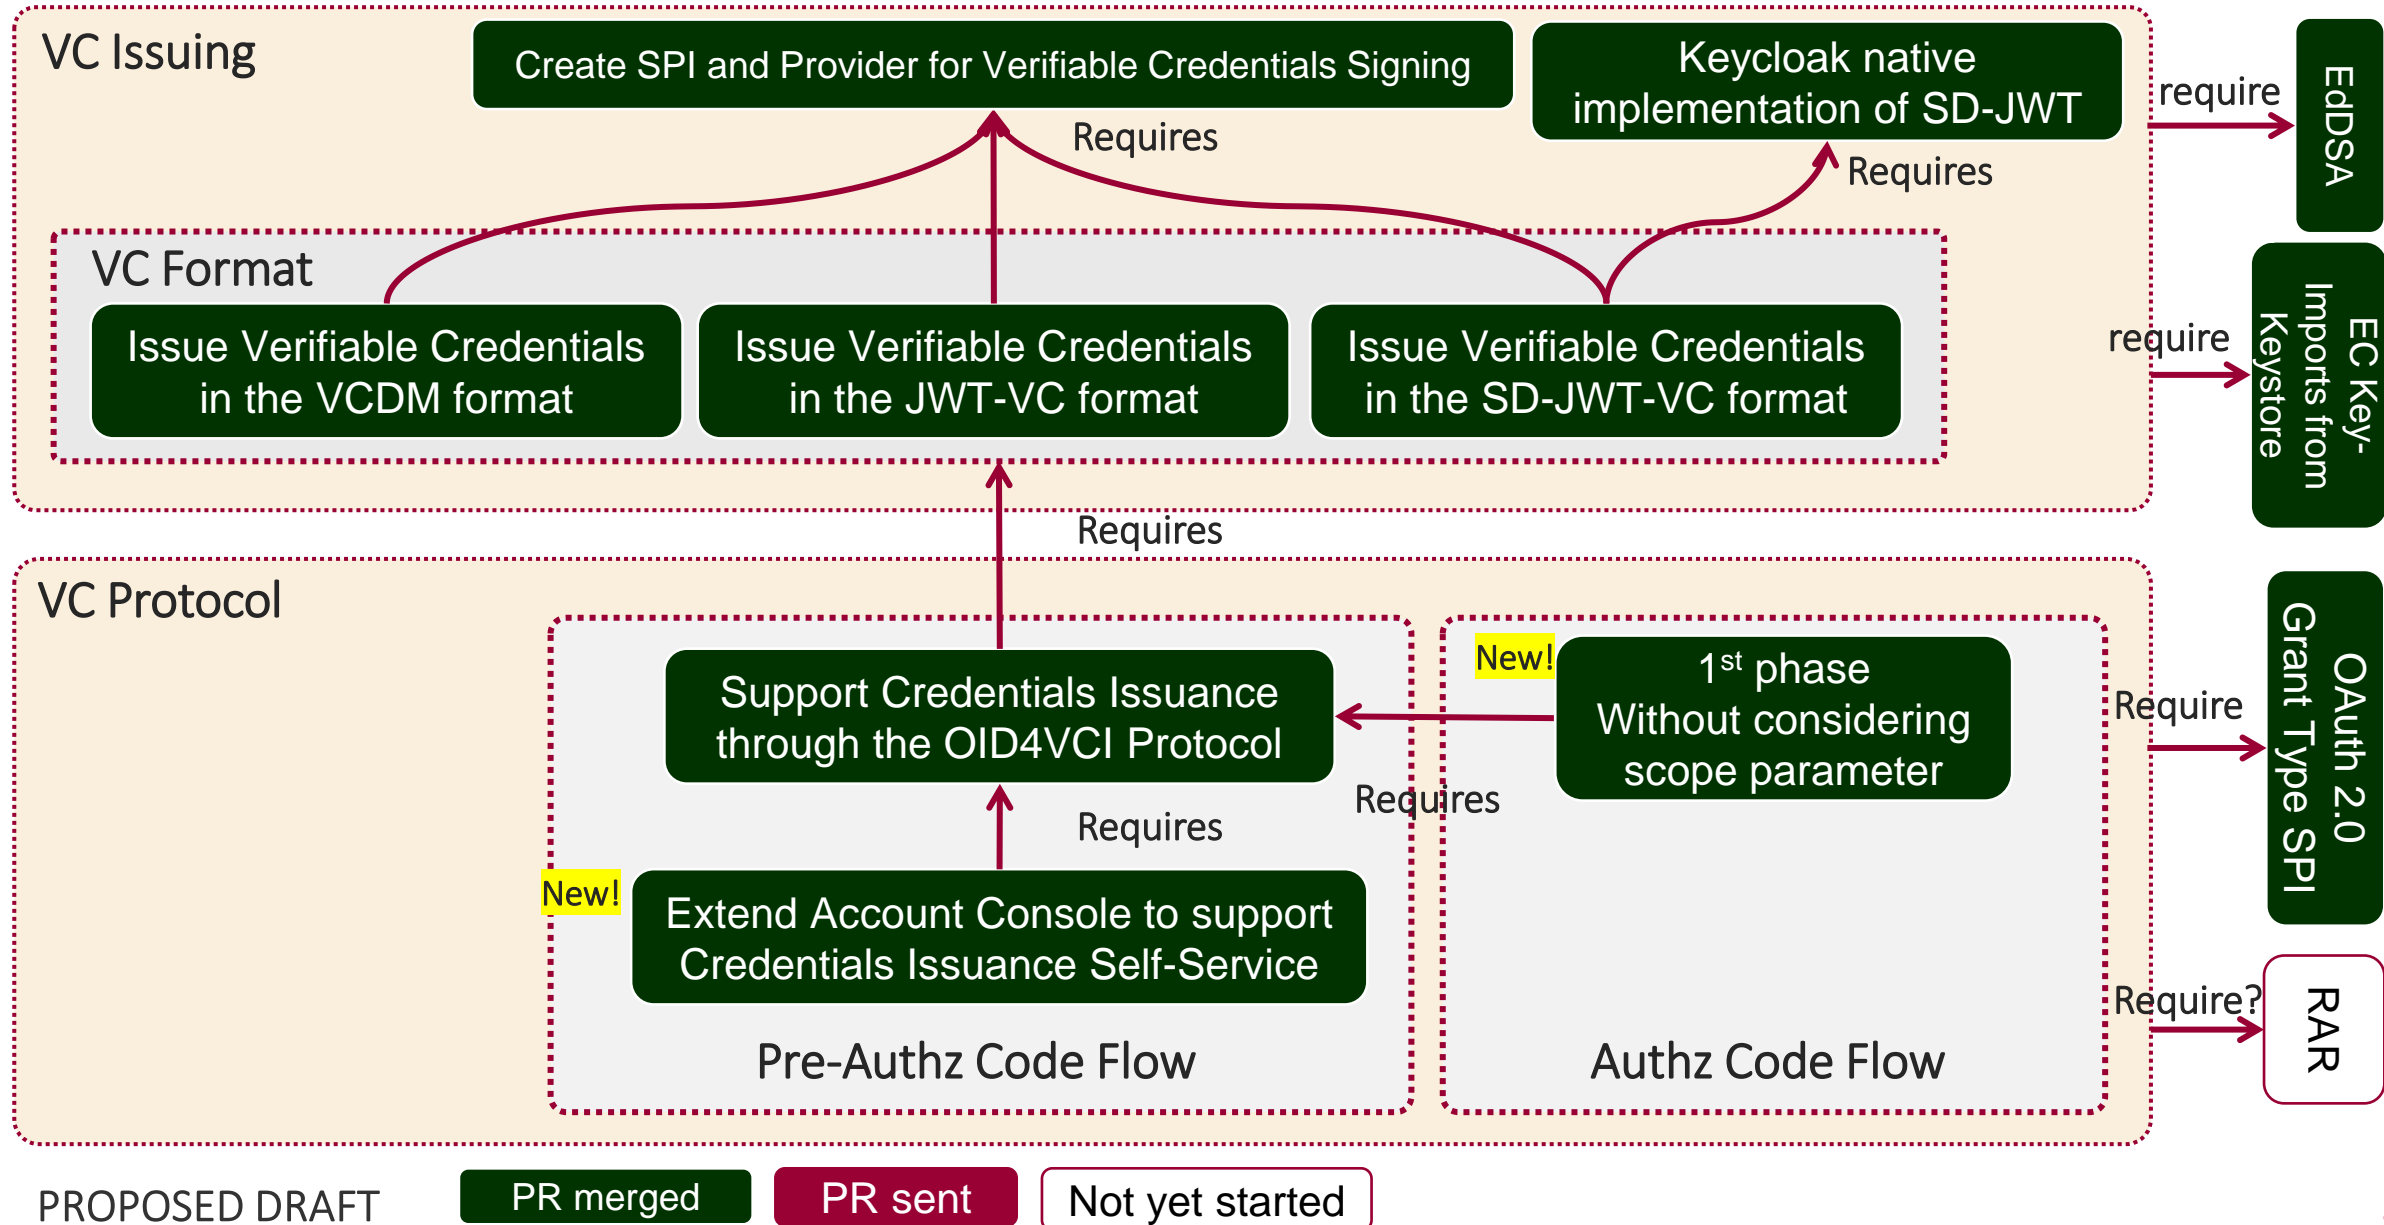 VC Issuing
Create SPI and Provider for Verifiable Credentials Signing
Keycloak native
implementation of SD-JWT
require
EdDSA
Requires
Requires
VC Format
Issue Verifiable Credentials
in the VCDM format
Issue Verifiable Credentials
in the JWT-VC format
Issue Verifiable Credentials
in the SD-JWT-VC format
require
EC Key-
Imports from
Keystore
Requires
VC Protocol
Support Credentials Issuance
through the OID4VCI Protocol
New!
1st phase
Without considering
scope parameter
Require
OAuth 2.0
Grant Type SPI
Requires
Requires
New!
Extend Account Console to support
Credentials Issuance Self-Service
Require?
RAR
Pre-Authz Code Flow
Authz Code Flow
PROPOSED DRAFT
PR merged
PR sent
Not yet started